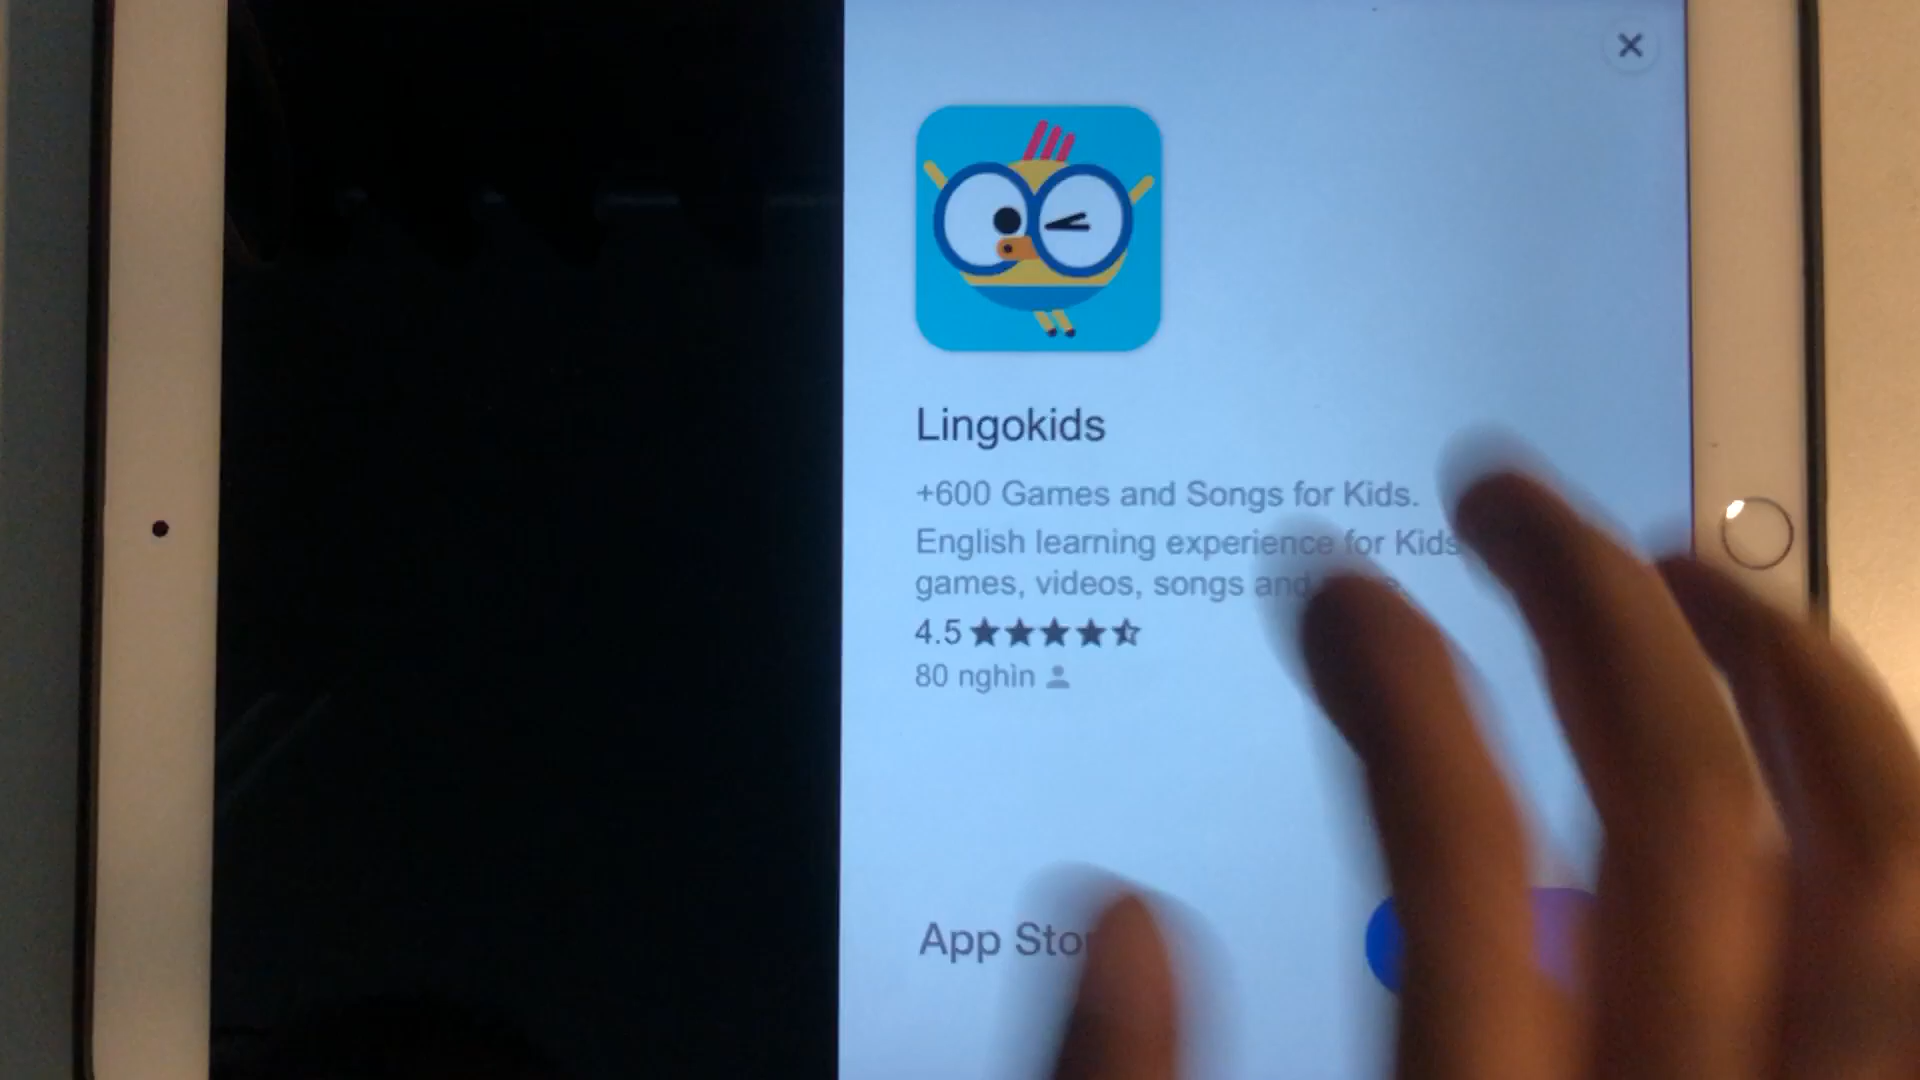 Lingokids
+600 Games and Songs for Kids.
English learning experience for Kids
games, videos, songs and
4.5
80 nghìn
App